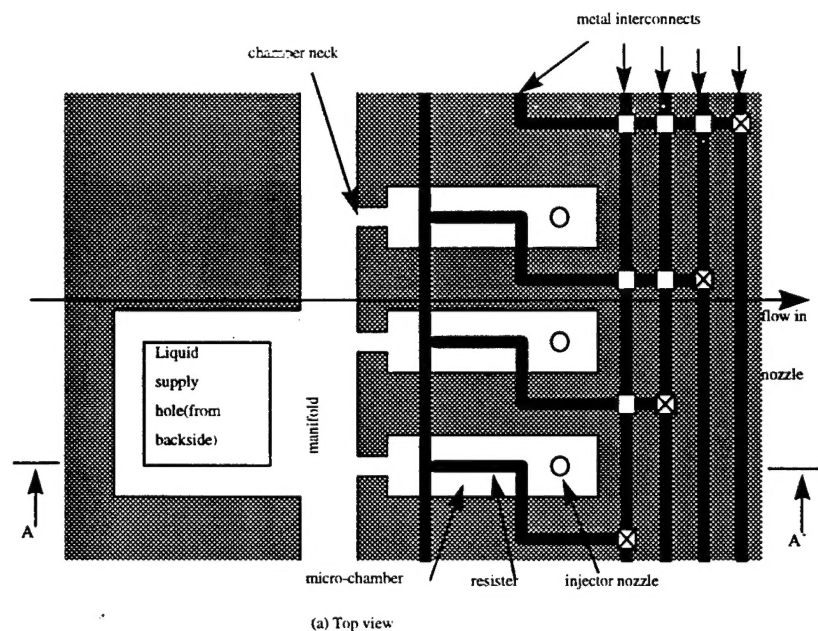 metal interconnects
chamber neck
flow in
nozzle
Liquid
supply
hole(from
backside)
manifold
A
A
micro-chamber
resister
injector nozzle
(a) Top view